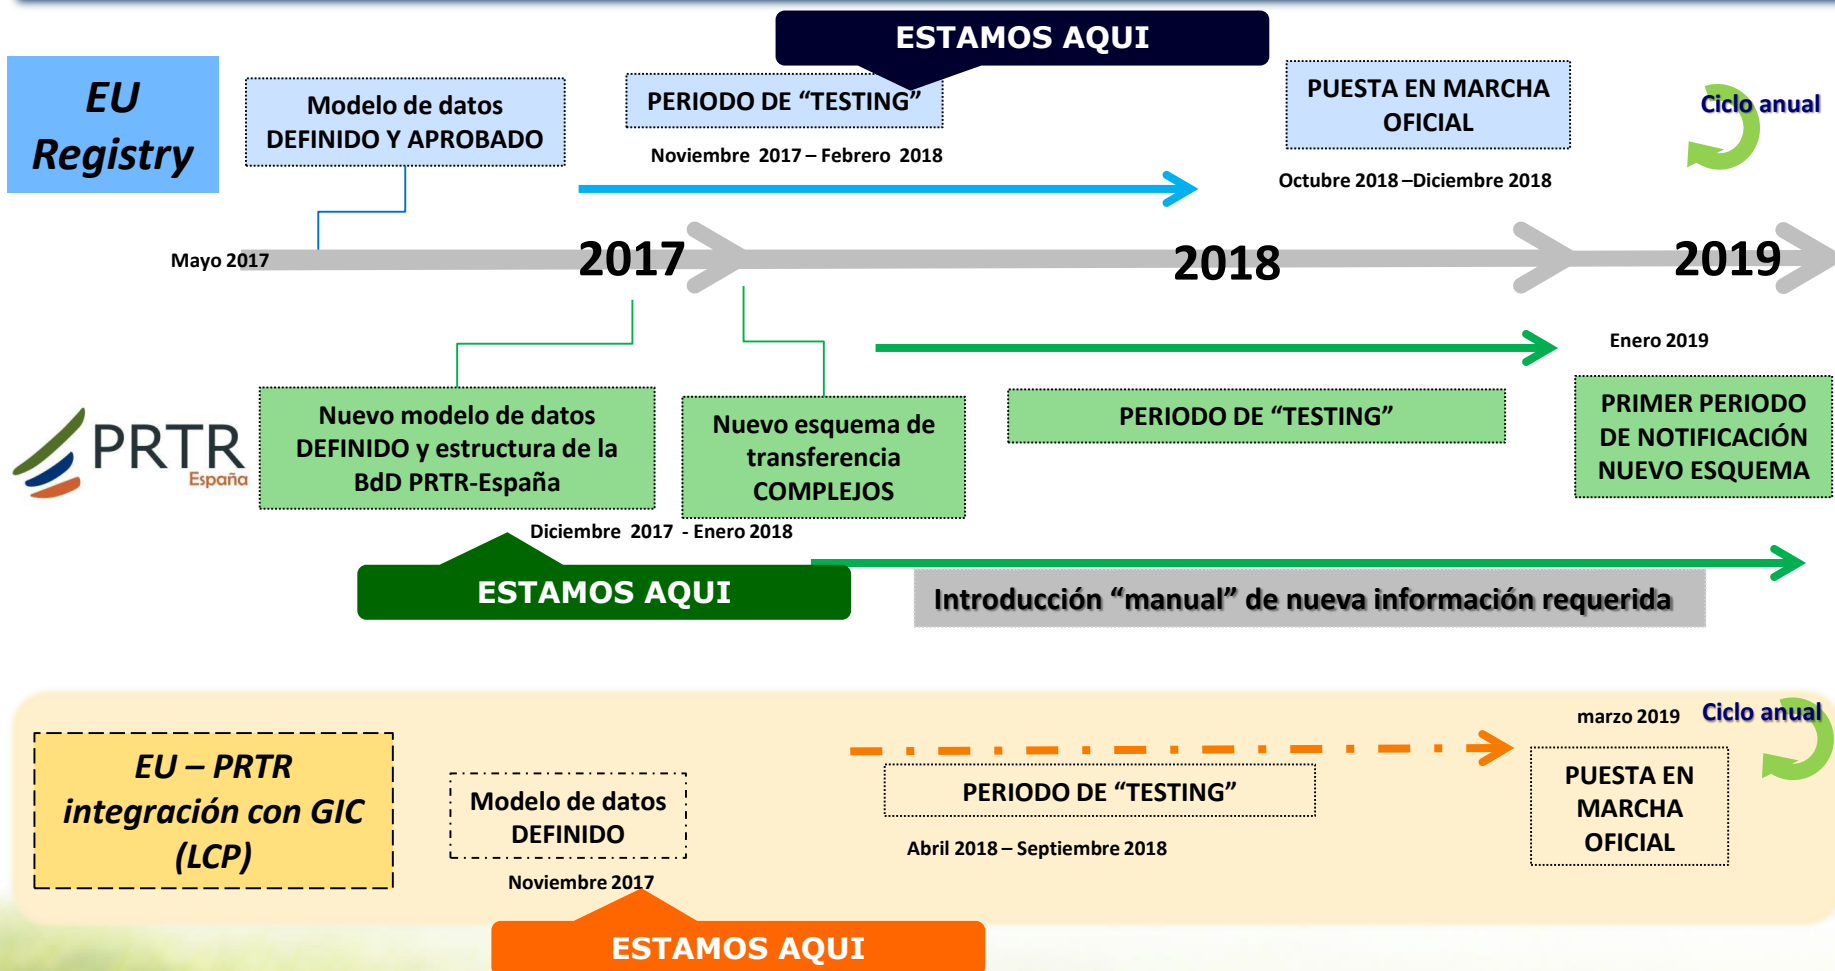 ESTAMOS AQUI
EU
Registry
Modelo de datos
DEFINIDO Y APROBADO
PERIODO DE “TESTING”
Noviembre 2017 – Febrero 2018
PUESTA EN MARCHA
OFICIAL
Octubre 2018 –Diciembre 2018
Ciclo anual
Mayo 2017
2017
2018
2019
PRTR
España
Nuevo modelo de datos
DEFINIDO y estructura de la
BdD PRTR-España
Nuevo esquema de
transferencia
COMPLEJOS
Diciembre 2017 - Enero 2018
PERIODO DE “TESTING”
Enero 2019
PRIMER PERIODO
DE NOTIFICACIÓN
NUEVO ESQUEMA
ESTAMOS AQUI
Introducción “manual” de nueva información requerida
EU – PRTR
integración con GIC
(LCP)
Modelo de datos
DEFINIDO
Noviembre 2017
PERIODO DE “TESTING”
Abril 2018 – Septiembre 2018
marzo 2019
Ciclo anual
PUESTA EN
MARCHA
OFICIAL
ESTAMOS AQUI